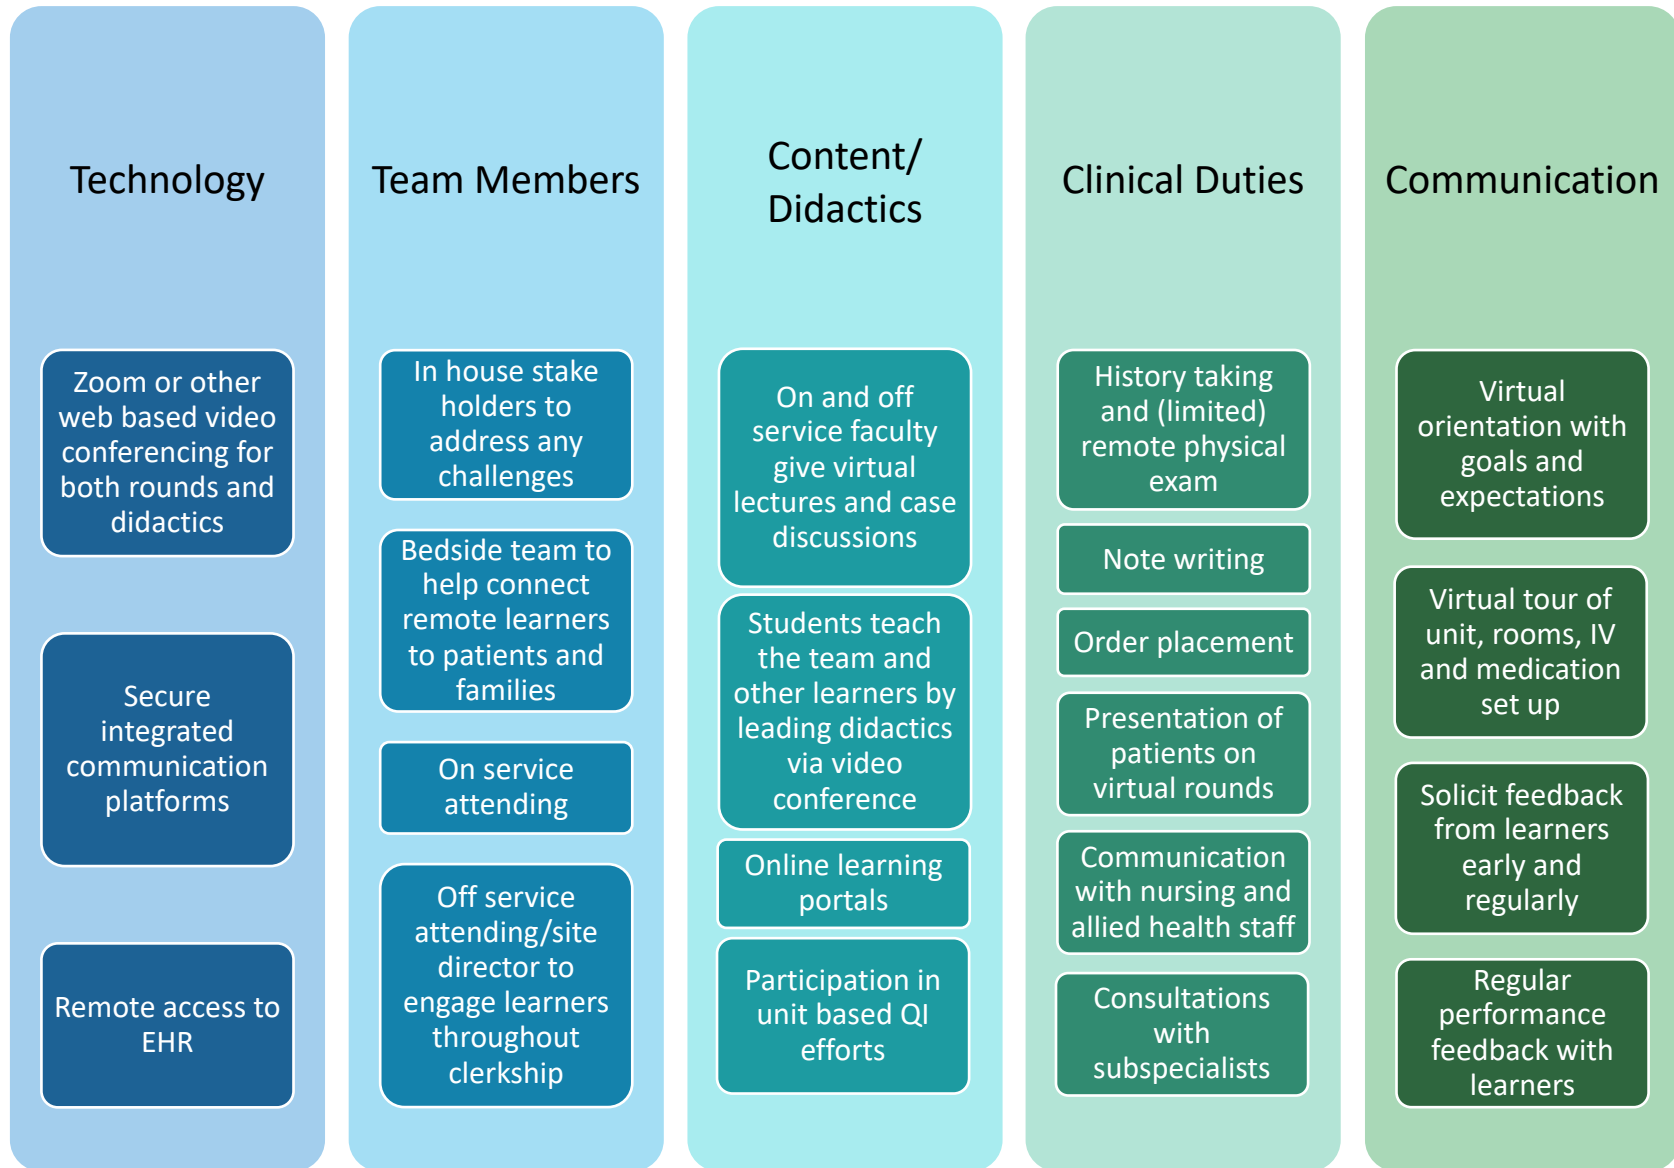 Technology
Zoom or other
web based video
conferencing for
both rounds and
didactics
Secure
integrated
communication
platforms
Remote access to
EHR
Team Members
In house stake
holders to
address any
challenges
Bedside team to
help connect
remote learners
to patients and
families
On service
attending
Off service
attending/site
director to
engage learners
throughout
clerkship
Content/
Didactics
On and off
service faculty
give virtual
lectures and case
discussions
Students teach
the team and
other learners by
leading didactics
via video
conference
Online learning
portals
Participation in
unit based QI
efforts
Clinical Duties
History taking
and (limited)
remote physical
exam
Note writing
Order placement
Presentation of
patients on
virtual rounds
Communication
with nursing and
allied health staff
Consultations
with
subspecialists
Communication
Virtual
orientation with
goals and
expectations
Virtual tour of
unit, rooms, IV
and medication
set up
Solicit feedback
from learners
early and
regularly
Regular
performance
feedback with
learners